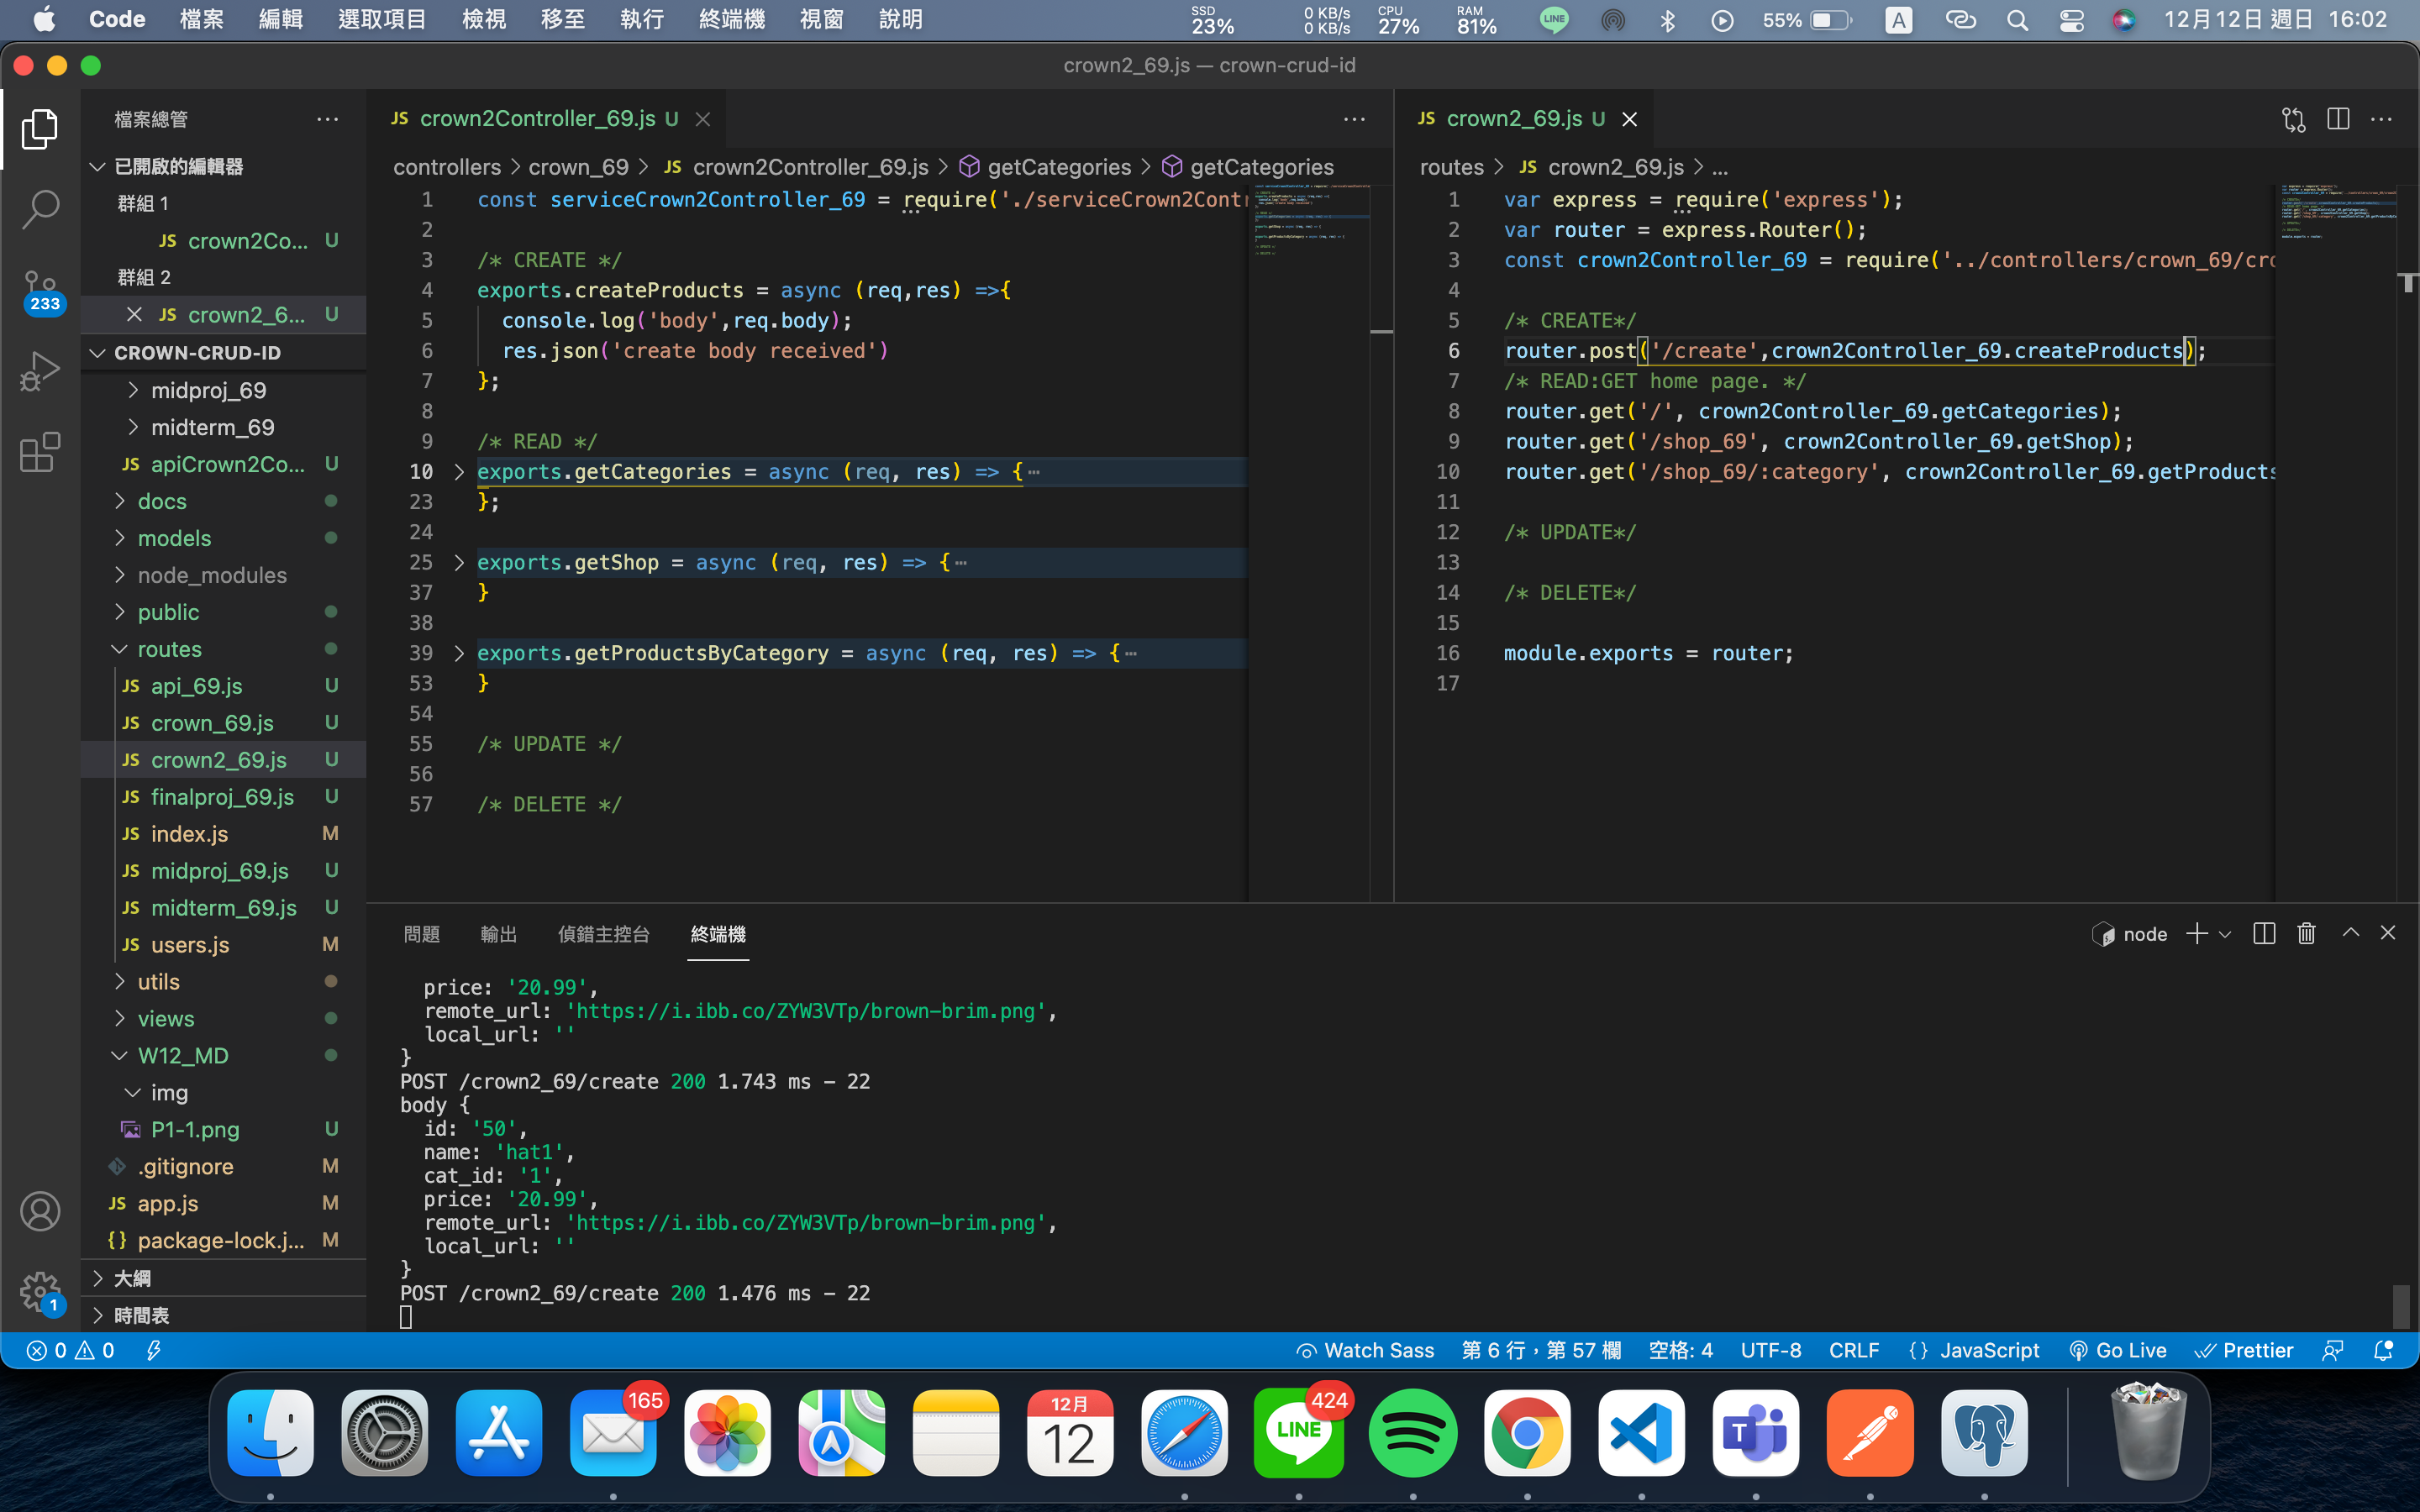 Code 檔案 編輯 選取項目 檢視 移至 執行 終端機 視窗 說明
SSD 23% 0 KB/s 0 KB/s CPU 27% RAM 81% LINE 55% A 12月12日 週日 16:02
crown2_69.js — crown-crud-id
檔案總管
已開啟的編輯器
群組 1
JS crown2Co... U
群組 2
JS crown2_6... U
CROWN-CRUD-ID
midproj_69
midterm_69
JS apiCrown2Co... U
docs
models
node_modules
public
routes
JS api_69.js U
JS crown_69.js U
JS crown2_69.js U
JS finalproj_69.js U
JS index.js M
JS midproj_69.js U
JS midterm_69.js U
JS users.js M
utils
views
W12_MD
img
P1-1.png U
.gitignore M
JS app.js M
{} package-lock.j... M
大綱
時間表
233
1
JS crown2Controller_69.js U
controllers > crown_69 > JS crown2Controller_69.js > getCategories > getCategories
1 const serviceCrown2Controller_69 = require('./serviceCrown2Contr
2
3 /* CREATE */
4 exports.createProducts = async (req,res) =>{
5 console.log('body',req.body);
6 res.json('create body received')
7 };
8
9 /* READ */
10 exports.getCategories = async (req, res) => {…
23 };
24
25 exports.getShop = async (req, res) => {…
37 }
38
39 exports.getProductsByCategory = async (req, res) => {…
53 }
54
55 /* UPDATE */
56
57 /* DELETE */
JS crown2_69.js U
routes > JS crown2_69.js > ...
1 var express = require('express');
2 var router = express.Router();
3 const crown2Controller_69 = require('../controllers/crown_69/cro
4
5 /* CREATE*/
6 router.post('/create',crown2Controller_69.createProducts);
7 /* READ:GET home page. */
8 router.get('/', crown2Controller_69.getCategories);
9 router.get('/shop_69', crown2Controller_69.getShop);
10 router.get('/shop_69/:category', crown2Controller_69.getProducts
11
12 /* UPDATE*/
13
14 /* DELETE*/
15
16 module.exports = router;
17
問題 輸出 偵錯主控台 終端機
node
price: '20.99',
remote_url: 'https://i.ibb.co/ZYW3VTp/brown-brim.png',
local_url: ''
}
POST /crown2_69/create 200 1.743 ms - 22
body {
id: '50',
name: 'hat1',
cat_id: '1',
price: '20.99',
remote_url: 'https://i.ibb.co/ZYW3VTp/brown-brim.png',
local_url: ''
}
POST /crown2_69/create 200 1.476 ms - 22
0 0 Watch Sass 第 6 行，第 57 欄 空格: 4 UTF-8 CRLF {} JavaScript Go Live Prettier
165
12月
12
LINE
424
T